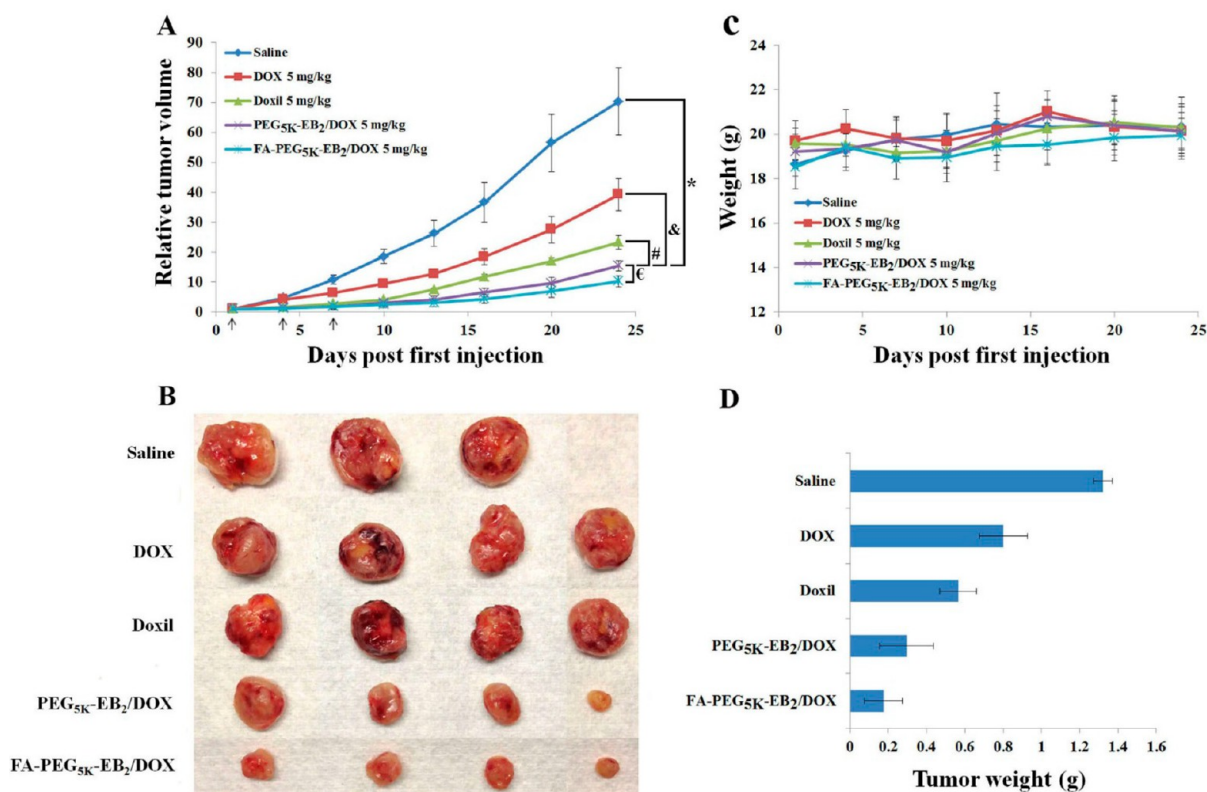 A
Relative tumor volume
90
80
70
60
50
40
30
20
10
0
Saline
DOX 5 mg/kg
Doxil 5 mg/kg
PEG5K-EB2/DOX 5 mg/kg
FA-PEG5K-EB2/DOX 5 mg/kg
*
&
#
€
0 5 10 15 20 25
Days post first injection
C
Weight (g)
24
22
20
18
16
14
12
Saline
DOX 5 mg/kg
Doxil 5 mg/kg
PEG5K-EB2/DOX 5 mg/kg
FA-PEG5K-EB2/DOX 5 mg/kg
0 5 10 15 20 25
Days post first injection
B
Saline
DOX
Doxil
PEG5K-EB2/DOX
FA-PEG5K-EB2/DOX
D
Saline
DOX
Doxil
PEG5K-EB2/DOX
FA-PEG5K-EB2/DOX
0 0.2 0.4 0.6 0.8 1 1.2 1.4 1.6
Tumor weight (g)